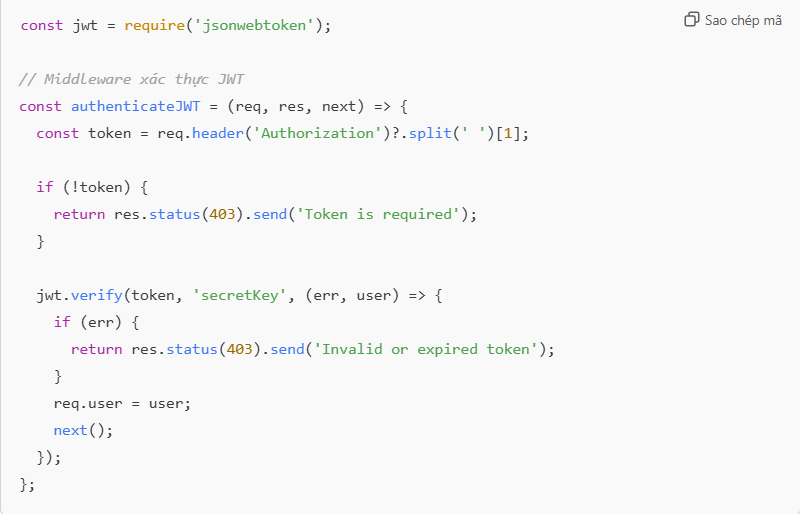 const jwt = require('jsonwebtoken');
Sao chép mã
// Middleware xác thực JWT
const authenticateJWT = (req, res, next) => {
  const token = req.header('Authorization')?.split(' ')[1];

  if (!token) {
    return res.status(403).send('Token is required');
  }

  jwt.verify(token, 'secretKey', (err, user) => {
    if (err) {
      return res.status(403).send('Invalid or expired token');
    }
    req.user = user;
    next();
  });
};